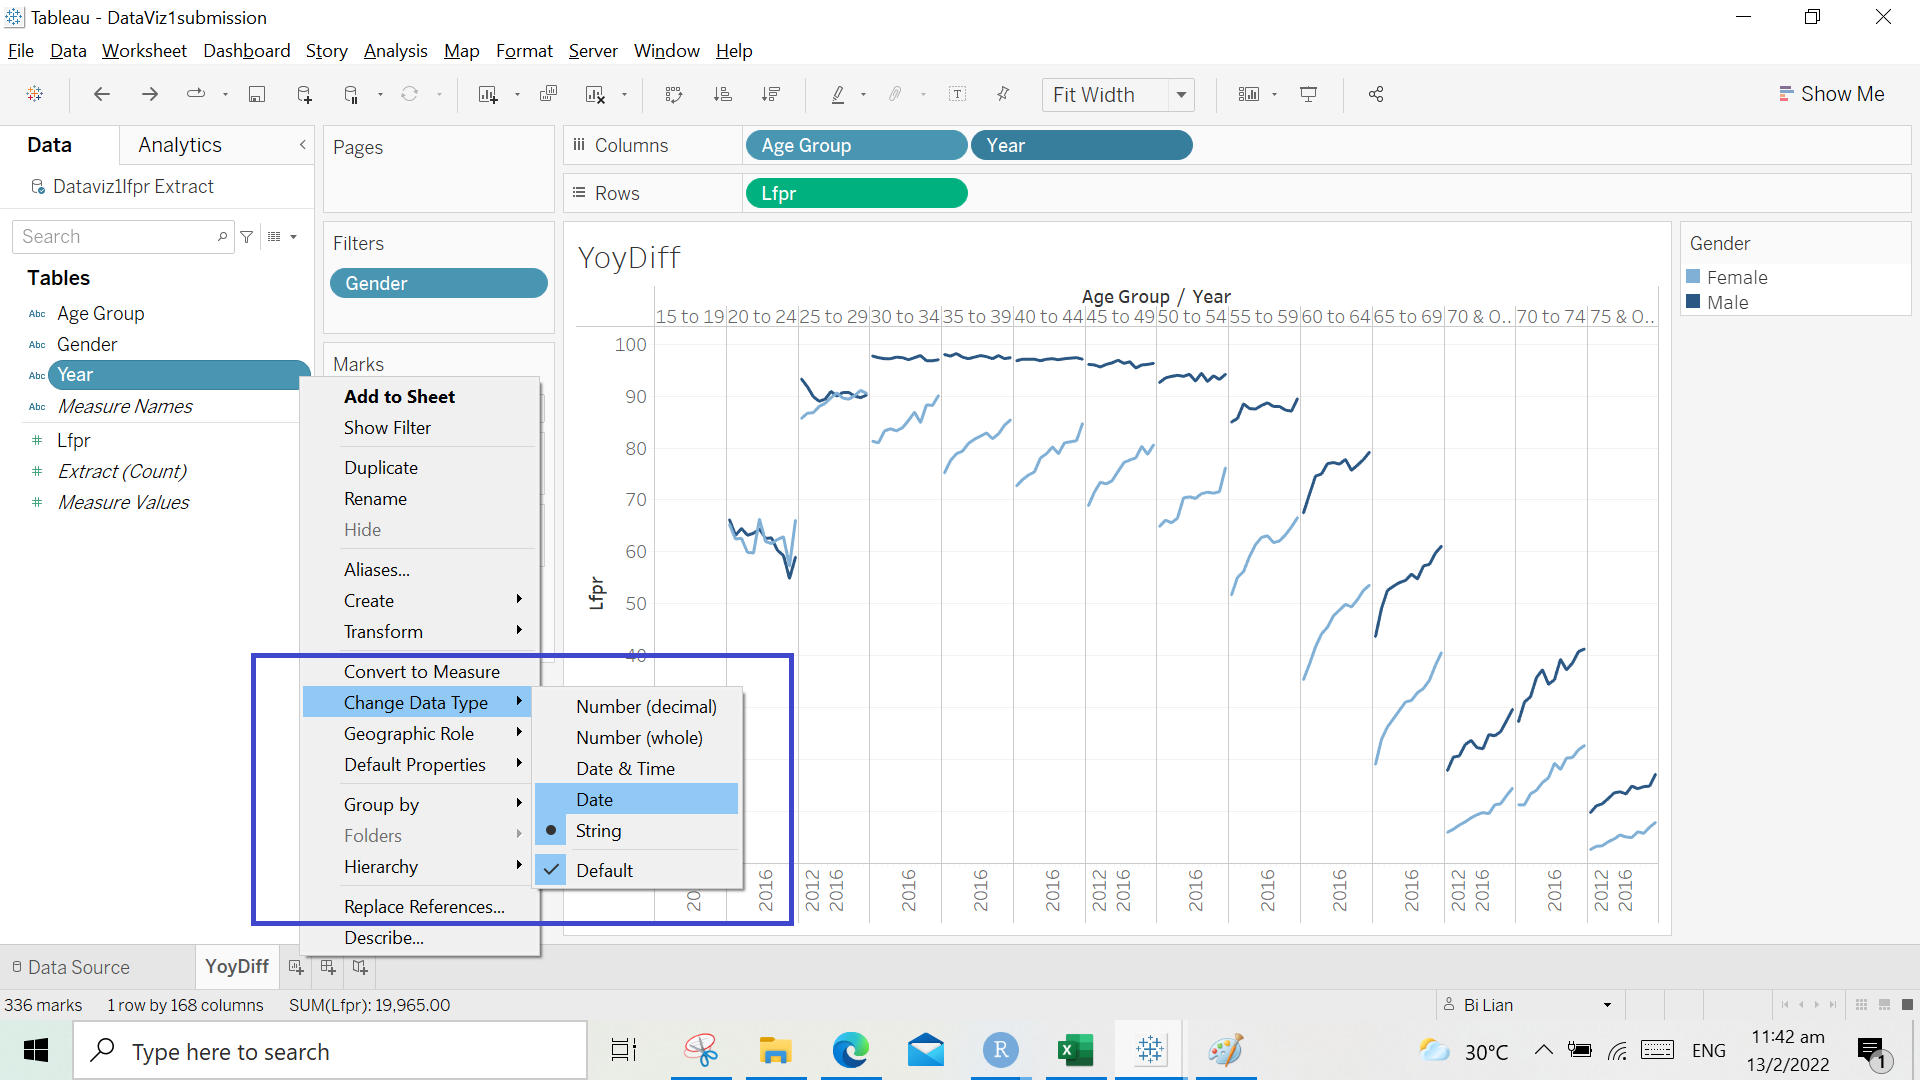 Tableau - DataViz1submission
File Data Worksheet Dashboard Story Analysis Map Format Server Window Help
Fit Width
Show Me
Data Analytics
Dataviz1lfpr Extract
Search
Tables
Abc Age Group
Abc Gender
Abc Year
Abc Measure Names
# Lfpr
# Extract (Count)
# Measure Values
Pages
Filters
Gender
Marks
Columns Age Group Year
Rows Lfpr
Add to Sheet
Show Filter
Duplicate
Rename
Hide
Aliases...
Create
Transform
Convert to Measure
Change Data Type
Geographic Role
Default Properties
Group by
Folders
Hierarchy
Replace References...
Describe...
Number (decimal)
Number (whole)
Date & Time
Date
String
Default
YoyDiff
Age Group / Year
15 to 19 20 to 24 25 to 29 30 to 34 35 to 39 40 to 44 45 to 49 50 to 54 55 to 59 60 to 64 65 to 69 70 & O.. 70 to 74 75 & O..
100
90
80
70
60
50
40
Lfpr
20 2016 2012 2016 2016 2016 2016 2012 2016 2016 2016 2016 2016 2012 2016 2016 2012 2016
Gender
Female
Male
Data Source YoyDiff
336 marks 1 row by 168 columns SUM(Lfpr): 19,965.00
Bi Lian
Type here to search
R
X
30°C
ENG
11:42 am
13/2/2022
1